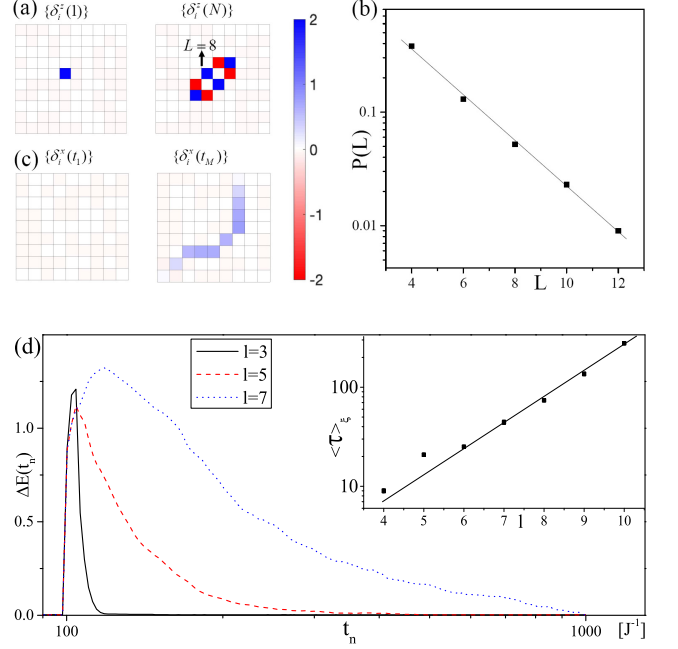 (a) {δ_i^z(1)} {δ_i^z(N)}
L = 8
2
1
0
-1
-2
(c) {δ_i^x(t_1)} {δ_i^x(t_M)}
(b)
P(L)
0.1
0.01
4 6 8 10 12
L
(d)
l=3
l=5
l=7
ΔE(t_n)
1.0
0.5
0.0
100 1000
t_n [J^-1]
<τ>_ξ
100
10
4 5 6 7 8 9 10
l